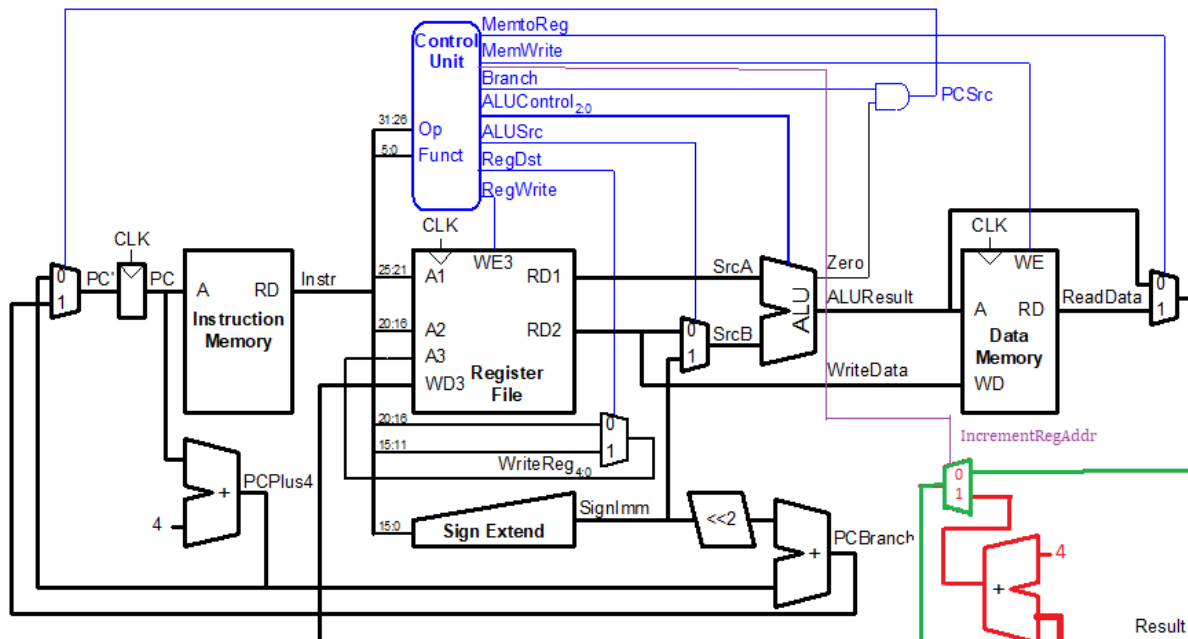 MemtoReg
Control
Unit
MemWrite
Branch
PCSrc
ALUControl2:0
31:26
Op
ALUSrc
5:0
Funct
RegDst
RegWrite
CLK
CLK
CLK
0
1
PC'
PC
A
RD
Instruction
Memory
Instr
25:21
A1
WE3
RD1
SrcA
Zero
WE
ReadData
0
1
20:16
A2
RD2
0
1
SrcB
ALU
ALUResult
A
RD
Data
Memory
A3
WD3
Register
File
WriteData
WD
20:16
0
15:11
1
WriteReg4:0
IncrementRegAddr
0
1
PCPlus4
+
4
SignImm
15:0
Sign Extend
<<2
+
PCBranch
4
+
Result